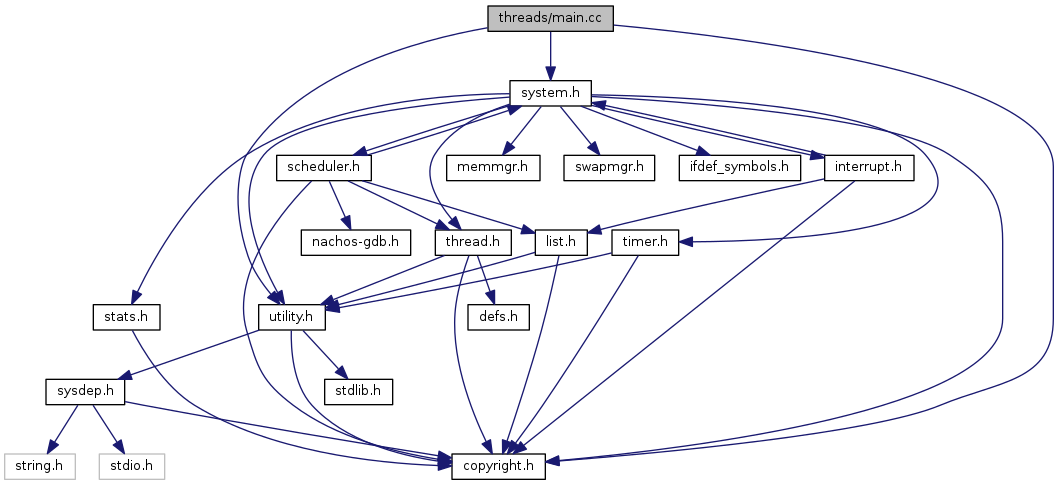 threads/main.cc
system.h
scheduler.h
memmgr.h
swapmgr.h
ifdef_symbols.h
interrupt.h
nachos-gdb.h
thread.h
list.h
timer.h
stats.h
utility.h
defs.h
sysdep.h
stdlib.h
string.h
stdio.h
copyright.h